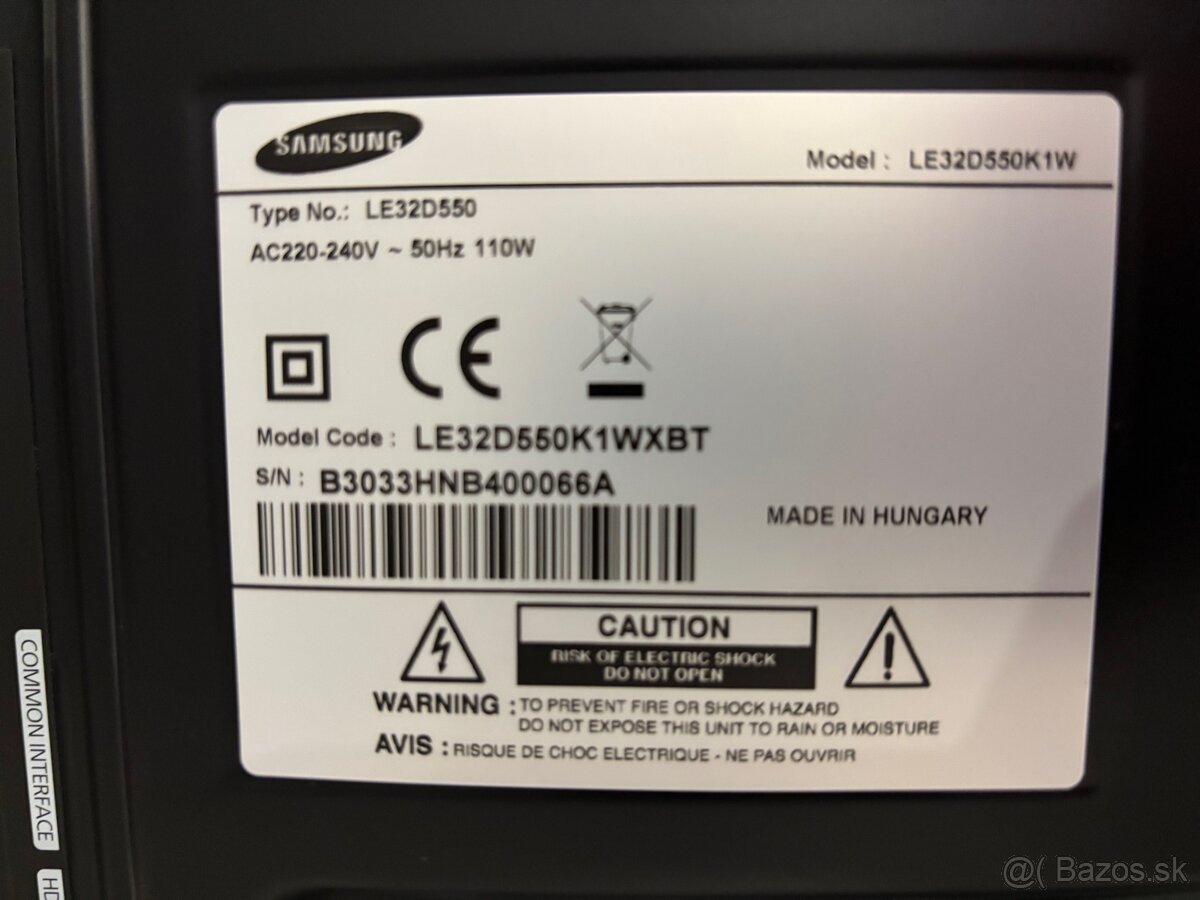 SAMSUNG
Model : LE32D550K1W
Type No.: LE32D550
AC220-240V ~ 50Hz 110W
CE
Model Code : LE32D550K1WXBT
S/N : B3033HNB400066A
MADE IN HUNGARY
CAUTION
RISK OF ELECTRIC SHOCK
DO NOT OPEN
WARNING : TO PREVENT FIRE OR SHOCK HAZARD
DO NOT EXPOSE THIS UNIT TO RAIN OR MOISTURE
AVIS : RISQUE DE CHOC ELECTRIQUE - NE PAS OUVRIR
COMMON INTERFACE
@( Bazos.sk